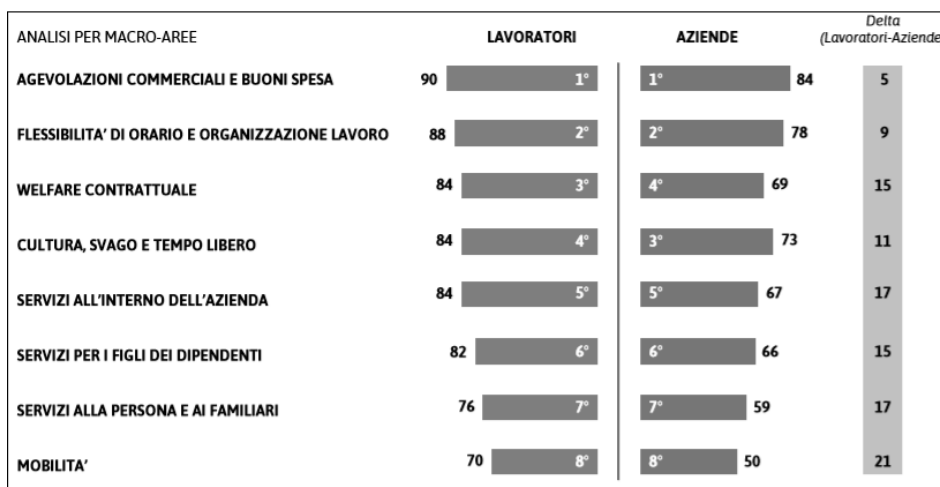 Delta
ANALISI PER MACRO-AREE LAVORATORI AZIENDE (Lavoratori-Aziende
AGEVOLAZIONI COMMERCIALI E BUONI SPESA 90 1° 1° 84 5
FLESSIBILITA’ DI ORARIO E ORGANIZZAZIONE LAVORO 88 2° 2° 78 9
WELFARE CONTRATTUALE 84 3° 4° 69 15
CULTURA, SVAGO E TEMPO LIBERO 84 4° 3° 73 11
SERVIZI ALL’INTERNO DELL’AZIENDA 84 5° 5° 67 17
SERVIZI PER I FIGLI DEI DIPENDENTI 82 6° 6° 66 15
SERVIZI ALLA PERSONA E AI FAMILIARI 76 7° 7° 59 17
MOBILITA’ 70 8° 8° 50 21